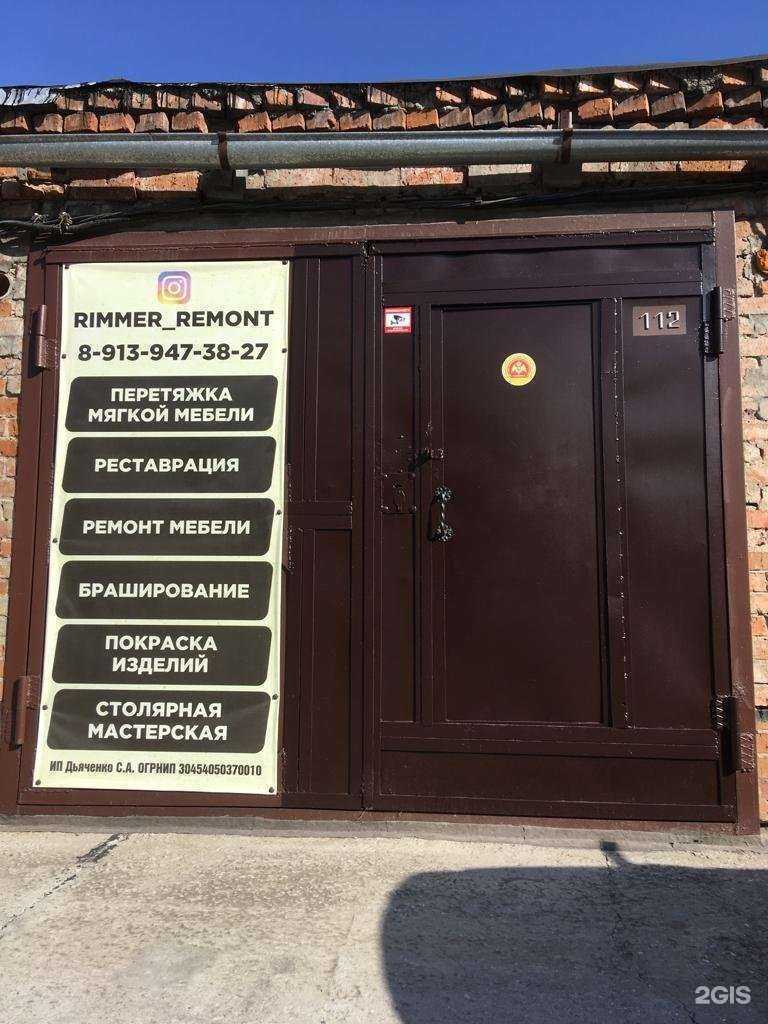 RIMMER_REMONT
8-913-947-38-27
ПЕРЕТЯЖКА
МЯГКОЙ МЕБЕЛИ
РЕСТАВРАЦИЯ
РЕМОНТ МЕБЕЛИ
БРАШИРОВАНИЕ
ПОКРАСКА
ИЗДЕЛИЙ
СТОЛЯРНАЯ
МАСТЕРСКАЯ
ИП Дьяченко С.А. ОГРНИП 30454050370010
112
2GIS